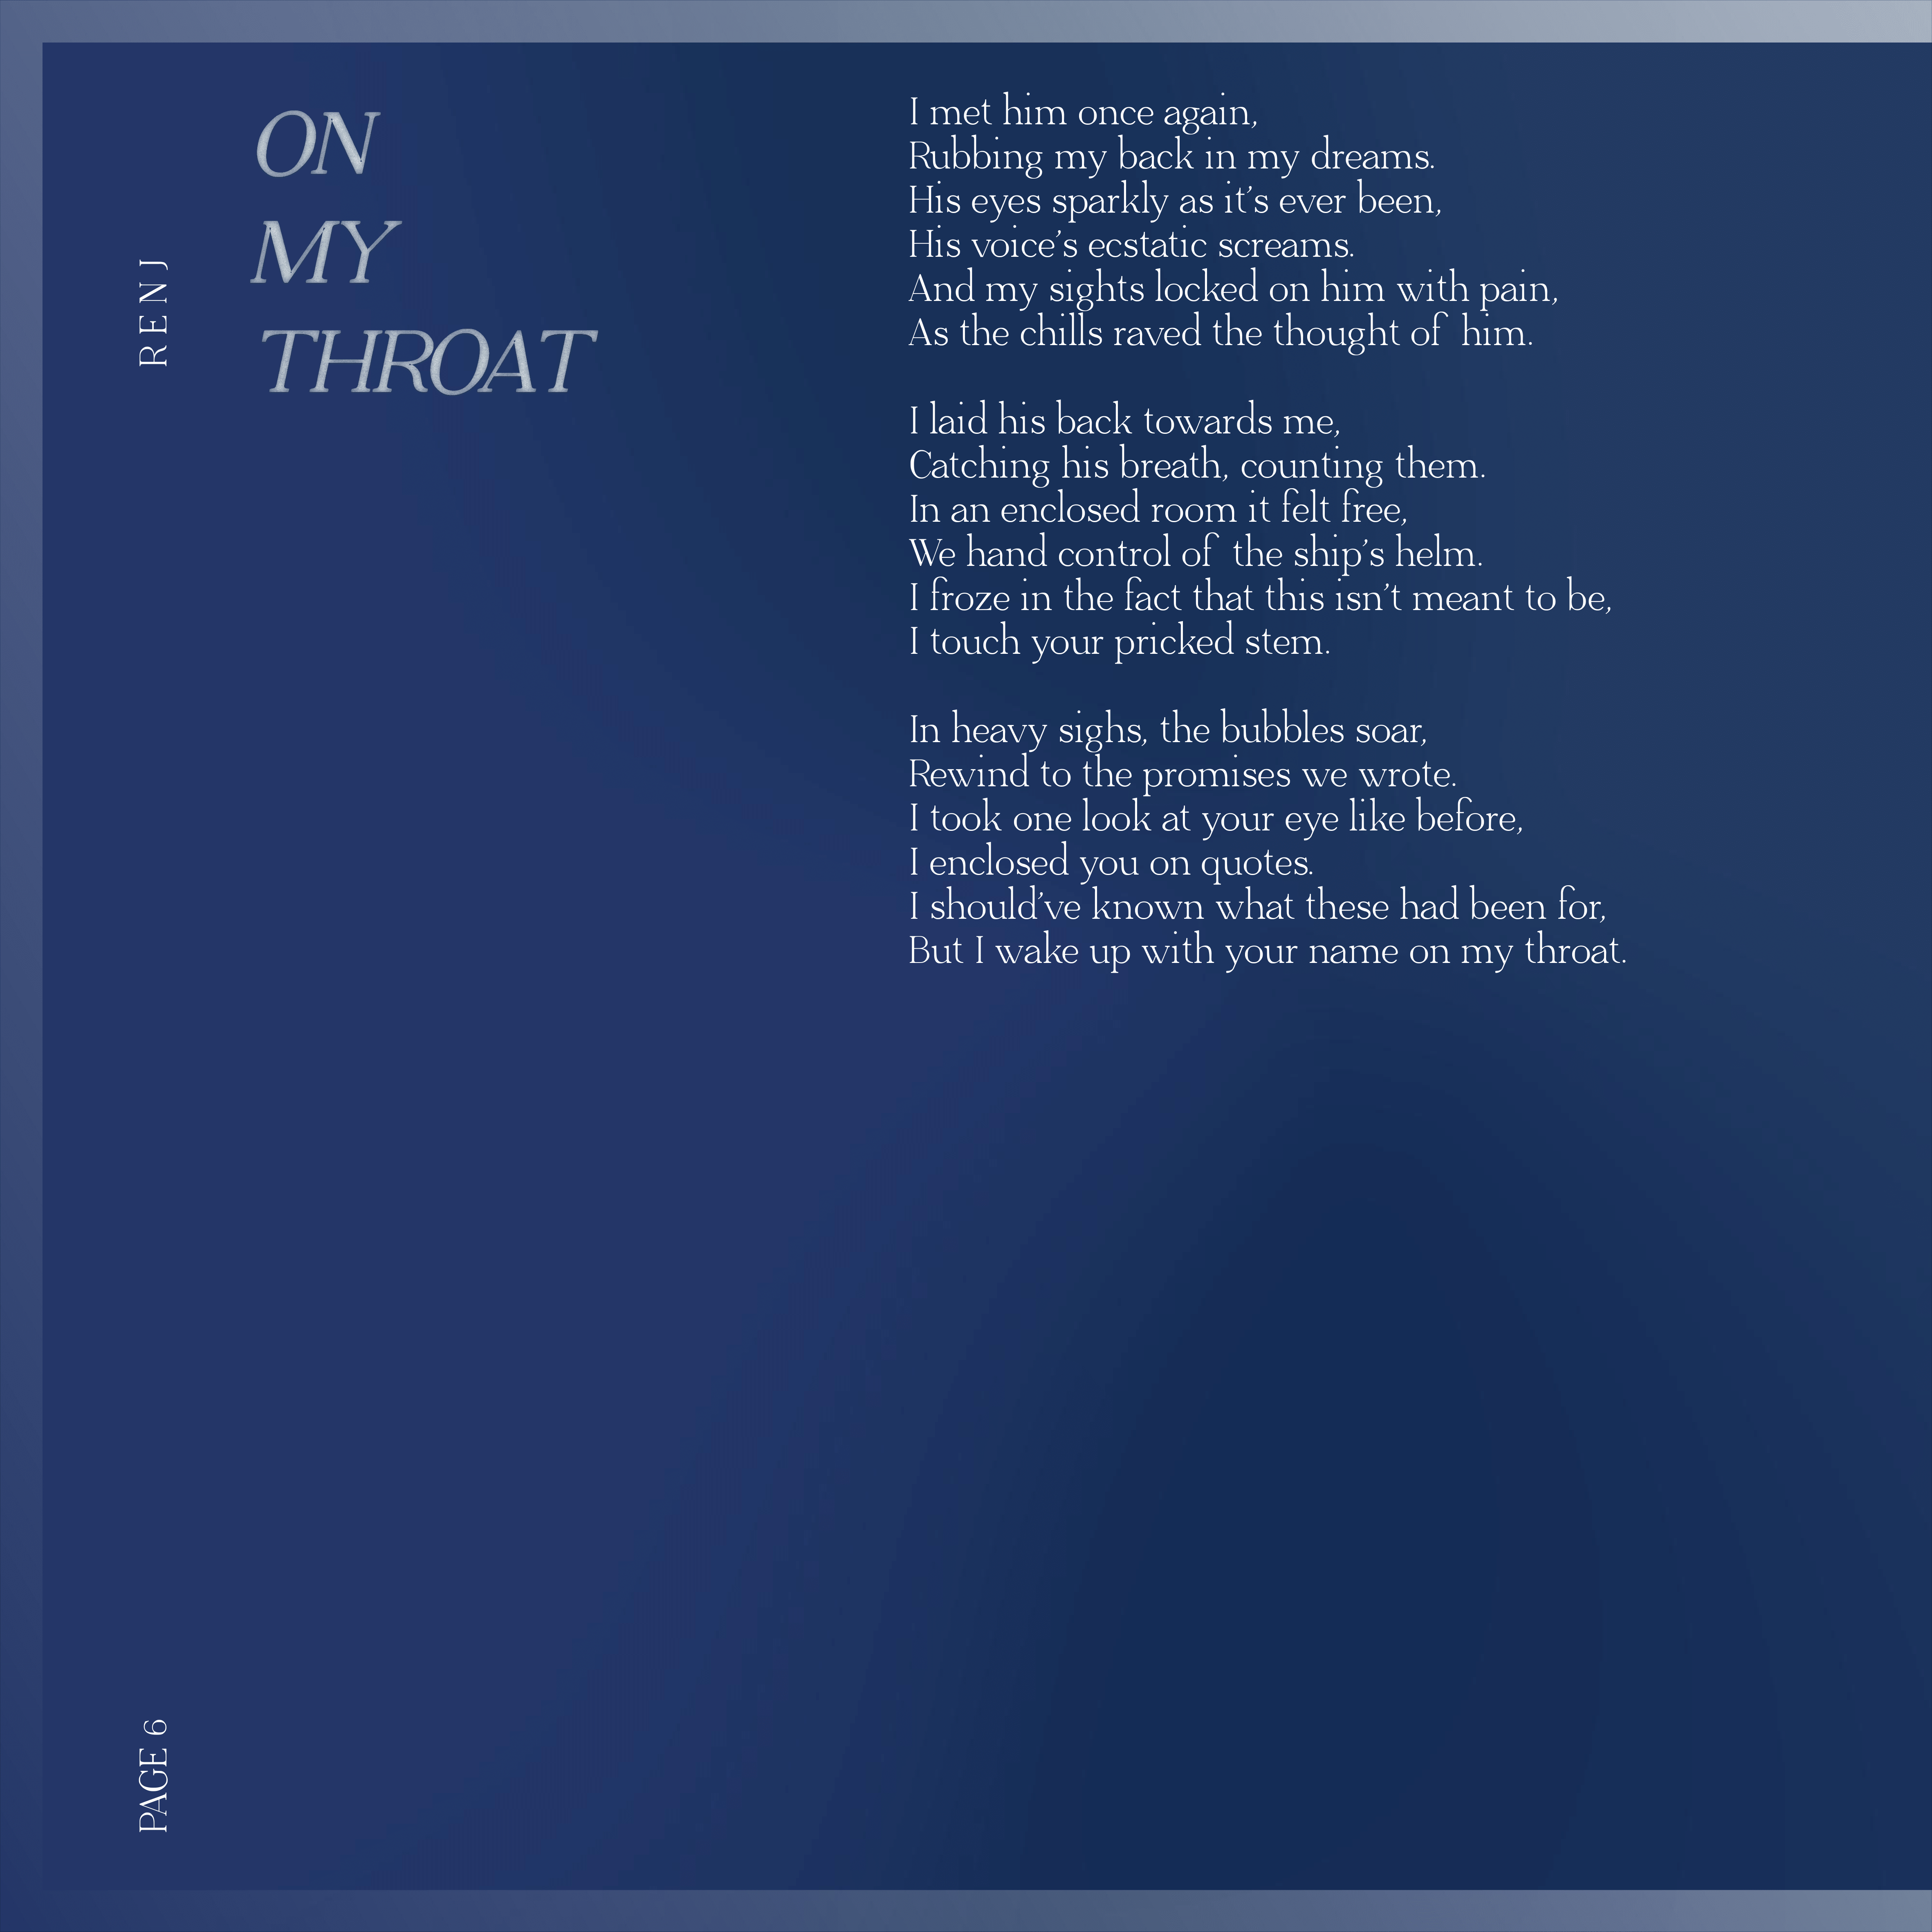 ON
MY
THROAT
RENJ
I met him once again,
Rubbing my back in my dreams.
His eyes sparkly as it's ever been,
His voice's ecstatic screams.
And my sights locked on him with pain,
As the chills raved the thought of him.
I laid his back towards me,
Catching his breath, counting them.
In an enclosed room it felt free,
We hand control of the ship's helm.
I froze in the fact that this isn't meant to be,
I touch your pricked stem.
In heavy sighs, the bubbles soar,
Rewind to the promises we wrote.
I took one look at your eye like before,
I enclosed you on quotes.
I should've known what these had been for,
But I wake up with your name on my throat.
PAGE 6